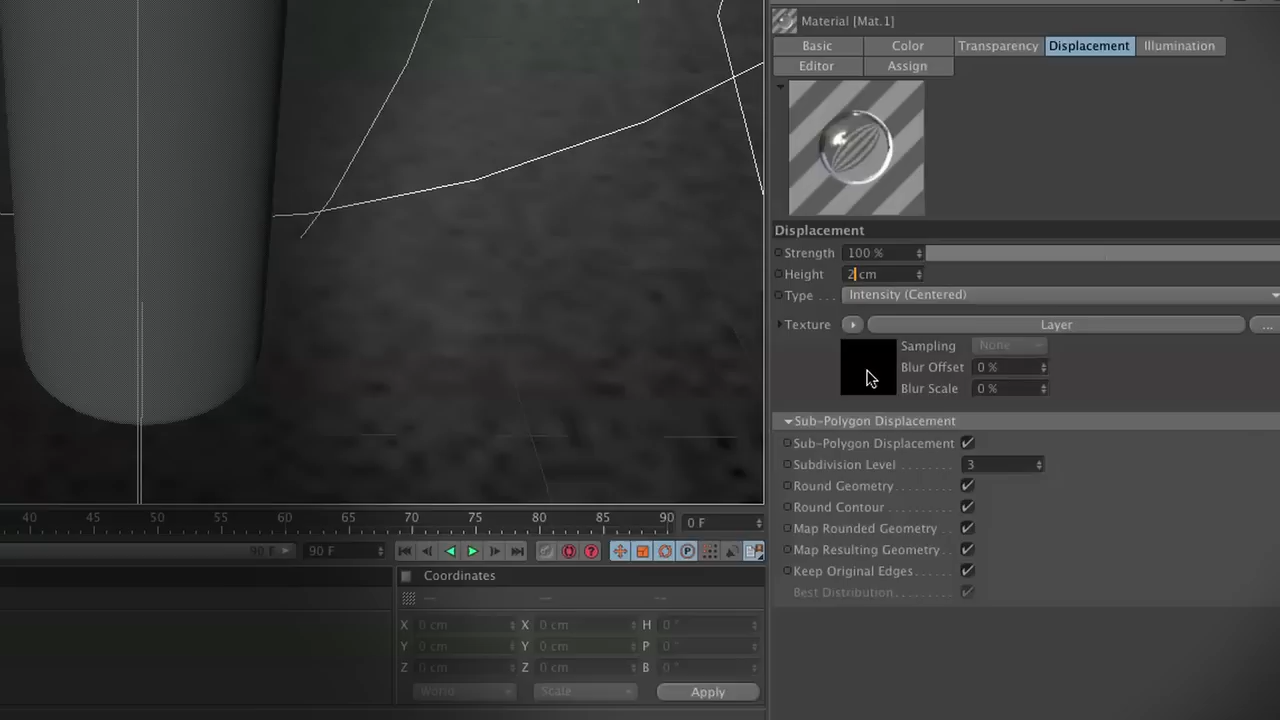 Material [Mat.1]
Basic Color Transparency Displacement Illumination
Editor Assign
Displacement
Strength 100 %
Height 2 cm
Type . . . Intensity (Centered)
Texture Layer ...
Sampling None
Blur Offset 0 %
Blur Scale 0 %
Sub-Polygon Displacement
Sub-Polygon Displacement
Subdivision Level . . . . . . . . 3
Round Geometry . . . . . . . . .
Round Contour . . . . . . . . . .
Map Rounded Geometry .
Map Resulting Geometry .
Keep Original Edges . . . . . .
Best Distribution . . . . . . . . .
40 45 50 55 60 65 70 75 80 85 90 0 F
90 F 90 F
Coordinates
X 0 cm X 0 cm H 0 °
Y 0 cm Y 0 cm P 0 °
Z 0 cm Z 0 cm B 0 °
World Scale Apply